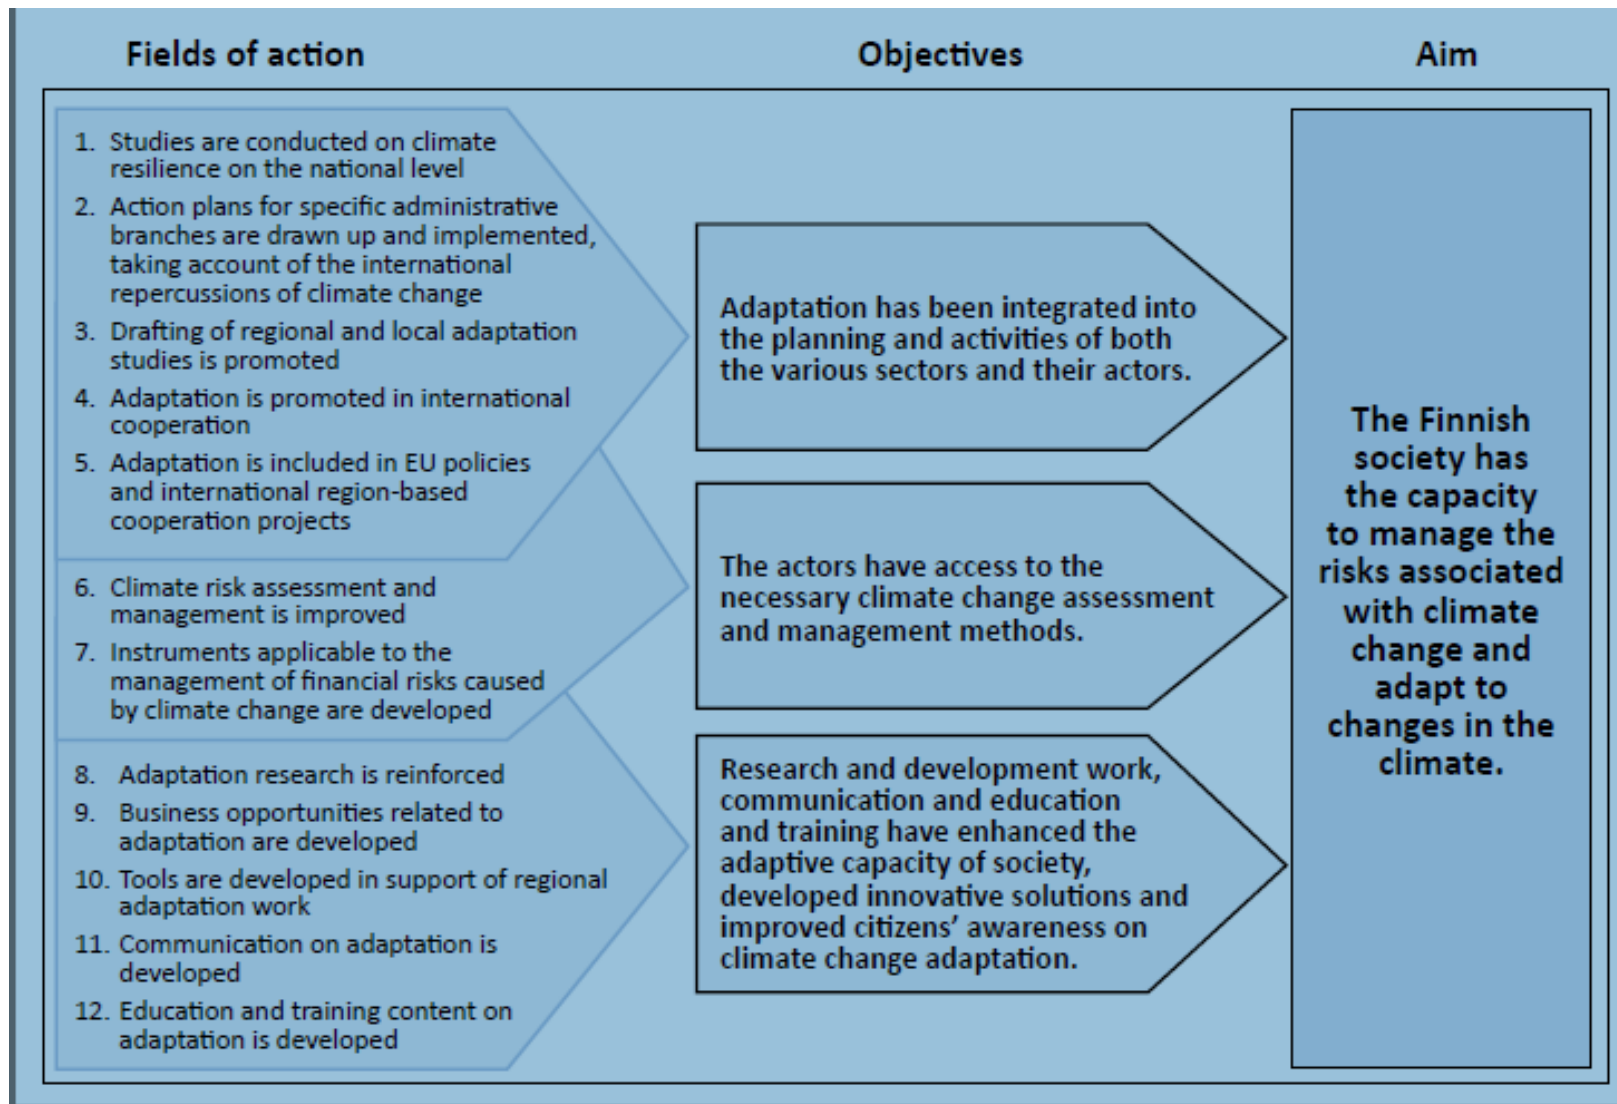 Fields of action
Objectives
Aim
1. Studies are conducted on climate
resilience on the national level
2. Action plans for specific administrative
branches are drawn up and implemented,
taking account of the international
repercussions of climate change
3. Drafting of regional and local adaptation
studies is promoted
4. Adaptation is promoted in international
cooperation
5. Adaptation is included in EU policies
and international region-based
cooperation projects
6. Climate risk assessment and
management is improved
7. Instruments applicable to the
management of financial risks caused
by climate change are developed
8. Adaptation research is reinforced
9. Business opportunities related to
adaptation are developed
10. Tools are developed in support of regional
adaptation work
11. Communication on adaptation is
developed
12. Education and training content on
adaptation is developed
Adaptation has been integrated into
the planning and activities of both
the various sectors and their actors.
The actors have access to the
necessary climate change assessment
and management methods.
Research and development work,
communication and education
and training have enhanced the
adaptive capacity of society,
developed innovative solutions and
improved citizens’ awareness on
climate change adaptation.
The Finnish
society has
the capacity
to manage the
risks associated
with climate
change and
adapt to
changes in the
climate.